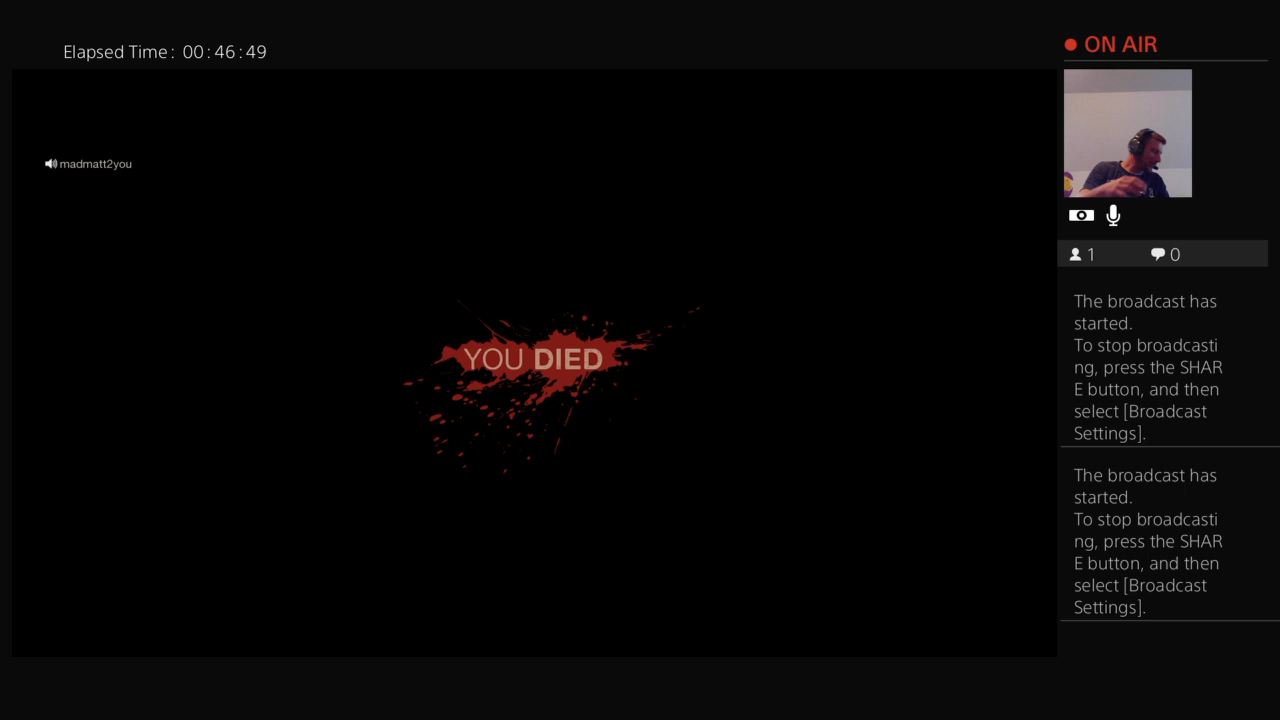 Elapsed Time: 00:46:49
ON AIR
madmatt2you
1
0
YOU DIED
The broadcast has
started.
To stop broadcasti
ng, press the SHAR
E button, and then
select [Broadcast
Settings].
The broadcast has
started.
To stop broadcasti
ng, press the SHAR
E button, and then
select [Broadcast
Settings].